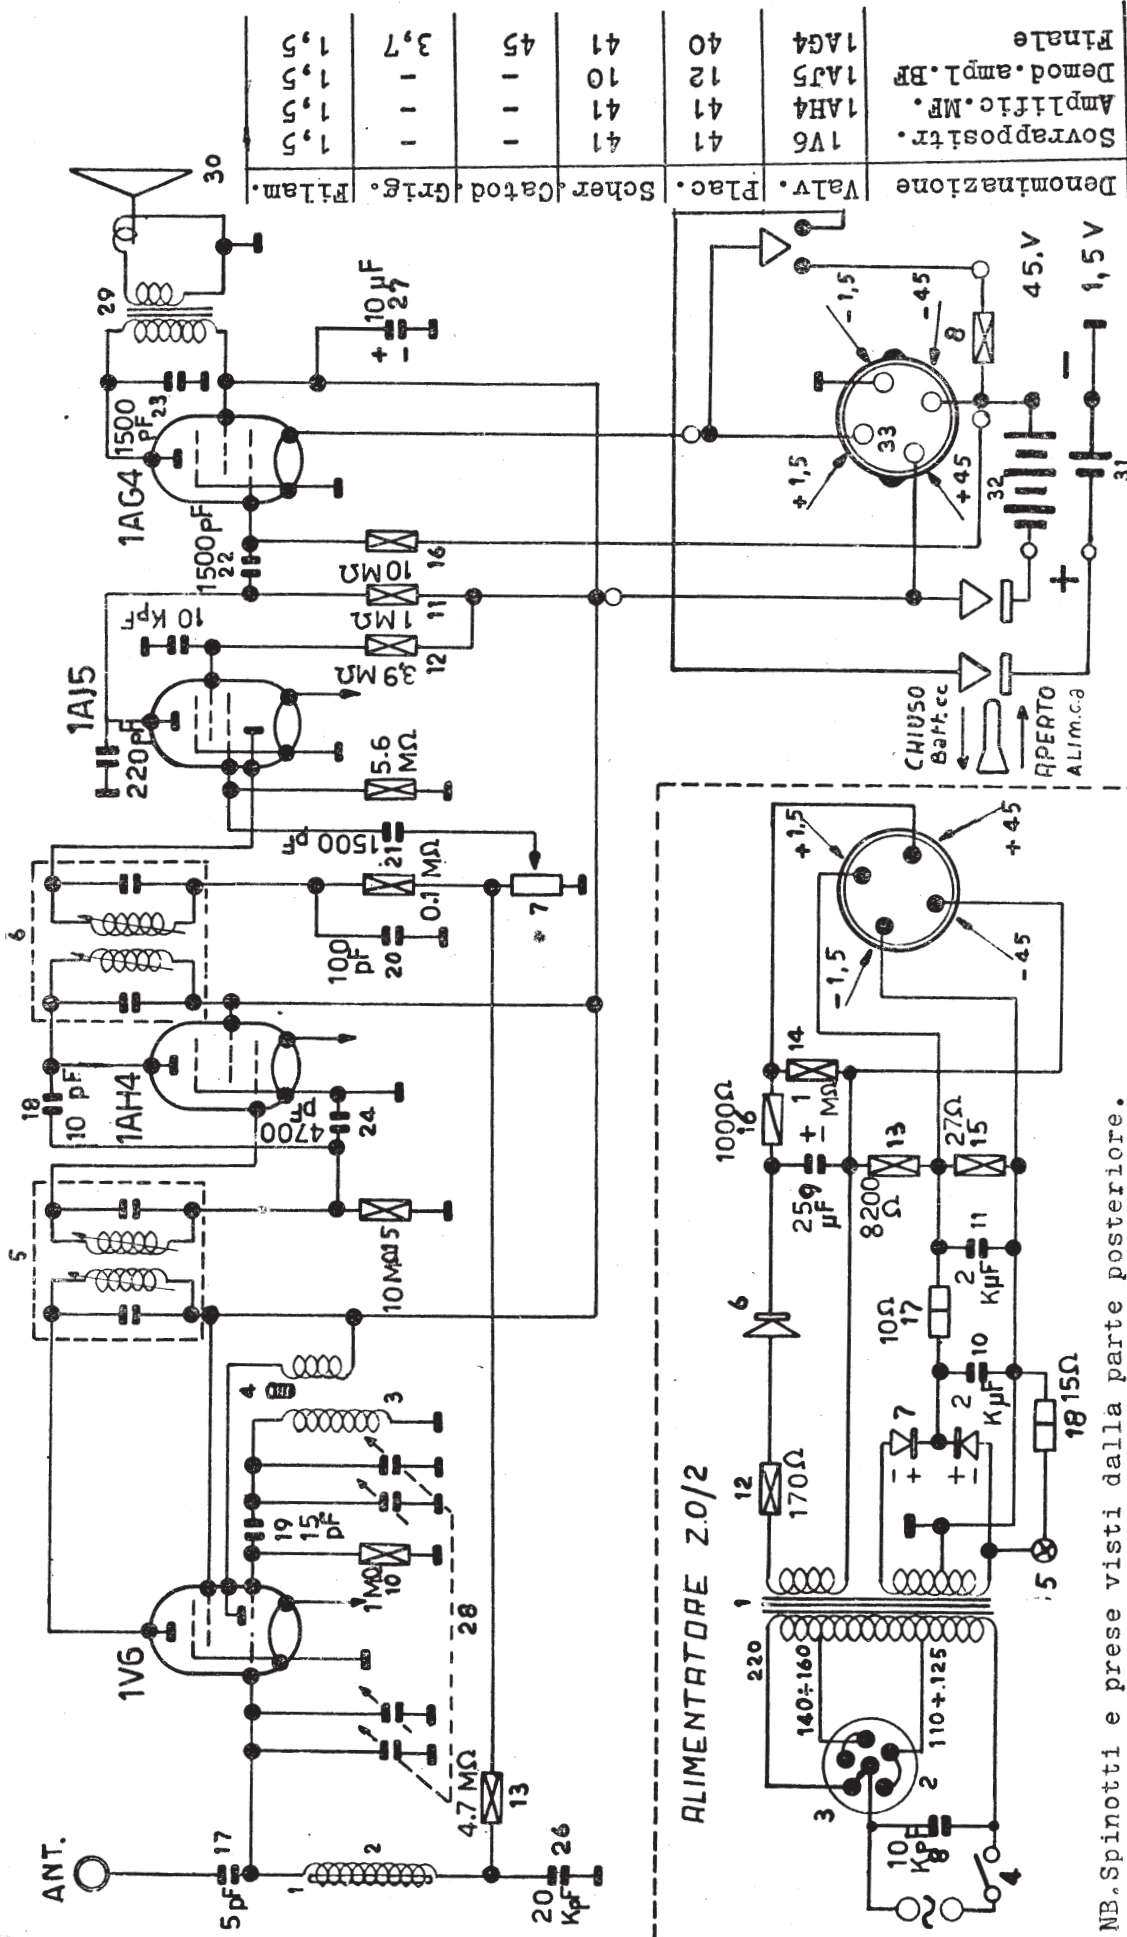 Denominazione Valv. Plac. Scher. Catod. Grig. Filam.
Sovrappositr. 1V6 41 41 - - 1,5
Amplific.MF. 1AH4 41 41 - - 1,5
Demod.ampl.BF 1AJ5 12 10 - - 1,5
Finale 1AG4 40 41 45 3,7 1,5
ANT.
5pF 17
1
2
20 KpF 26
4.7 MΩ 13
1V6
28
1MΩ 10
19 15 pF
3
4
5
10MΩ 15
18 10 pF
1AH4
4700 pF 24
6
100 pF 20
0.1 MΩ
21 1500 pF
7
220pF
1AJ5
5.6 MΩ
10 KpF
3,9 MΩ 12
1MΩ 11
10MΩ 16
1500pF 22
1AG4
1500 pF 23
29
30
10 µF 27
+
-
ALIMENTATORE Z.0/2
220
140÷160
110÷125
1
3
2
10 KpF 8
4
5
12 170Ω
6
7
- +
+ -
2 KµF 10
10Ω 17
2 KµF 11
18 15Ω
1000Ω 16
25 µF 9
+
-
1 MΩ 14
8200 Ω 13
27Ω 15
+1,5
+45
-1,5
-45
CHIUSO
Batt.cc
APERTO
ALIM.c.a
+1,5
-1,5
+45
-45
33
8
32
45.V
1,5V
+
-
31
NB.Spinotti e prese visti dalla parte posteriore.